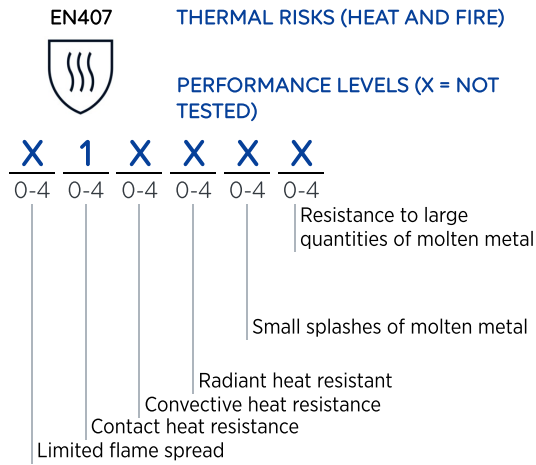 EN407
THERMAL RISKS (HEAT AND FIRE)
PERFORMANCE LEVELS (X = NOT
TESTED)
X 1 X X X X
0-4 0-4 0-4 0-4 0-4 0-4
Resistance to large
quantities of molten metal
Small splashes of molten metal
Radiant heat resistant
Convective heat resistance
Contact heat resistance
Limited flame spread